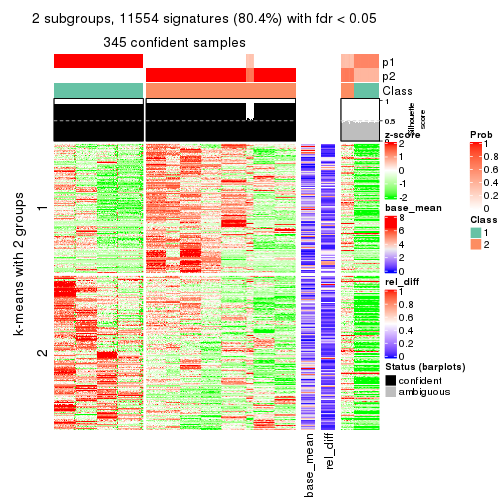 2 subgroups, 11554 signatures (80.4%) with fdr < 0.05
345 confident samples
p1
p2
Class
1
0.5
0
Silhouette
score
k-means with 2 groups
1
2
z-score
2
1
0
-1
-2
base_mean
8
6
4
2
0
rel_diff
1
0.8
0.6
0.4
0.2
0
Status (barplots)
confident
ambiguous
Prob
1
0.8
0.6
0.4
0.2
0
Class
1
2
base_mean
rel_diff